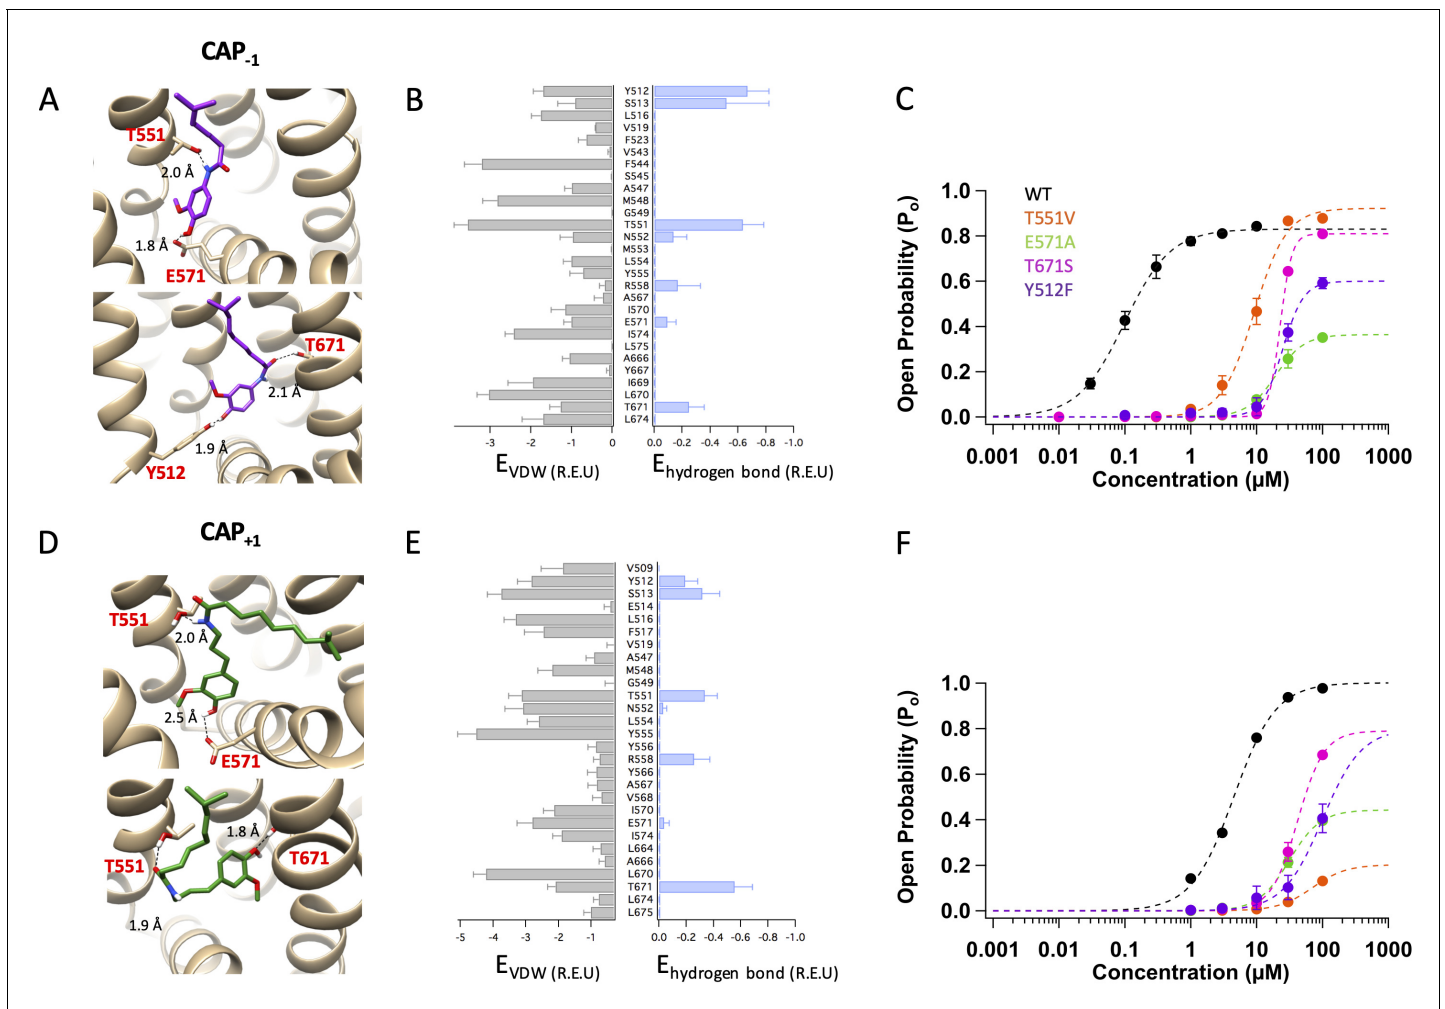 CAP-1
A
T551
2.0 Å
1.8 Å
E571
T671
2.1 Å
1.9 Å
Y512
B
Y512
S513
L516
V519
F523
V543
F544
S545
A547
M548
G549
T551
N552
M553
L554
Y555
R558
A567
I570
E571
I574
L575
A666
Y667
I669
L670
T671
L674
-3 -2 -1 0
0.0 -0.2 -0.4 -0.6 -0.8 -1.0
EVDW (R.E.U)
Ehydrogen bond (R.E.U)
C
WT
T551V
E571A
T671S
Y512F
Open Probability (Po)
1.0
0.8
0.6
0.4
0.2
0.0
0.001 0.01 0.1 1 10 100 1000
Concentration (µM)
CAP+1
D
T551
2.0 Å
2.5 Å
E571
1.8 Å
T551
T671
1.9 Å
E
V509
Y512
S513
E514
L516
F517
V519
A547
M548
G549
T551
N552
L554
Y555
Y556
R558
Y566
A567
V568
I570
E571
I574
L664
A666
L670
T671
L674
L675
-5 -4 -3 -2 -1
0.0 -0.2 -0.4 -0.6 -0.8 -1.0
EVDW (R.E.U)
Ehydrogen bond (R.E.U)
F
Open Probability (Po)
1.0
0.8
0.6
0.4
0.2
0.0
0.001 0.01 0.1 1 10 100 1000
Concentration (µM)